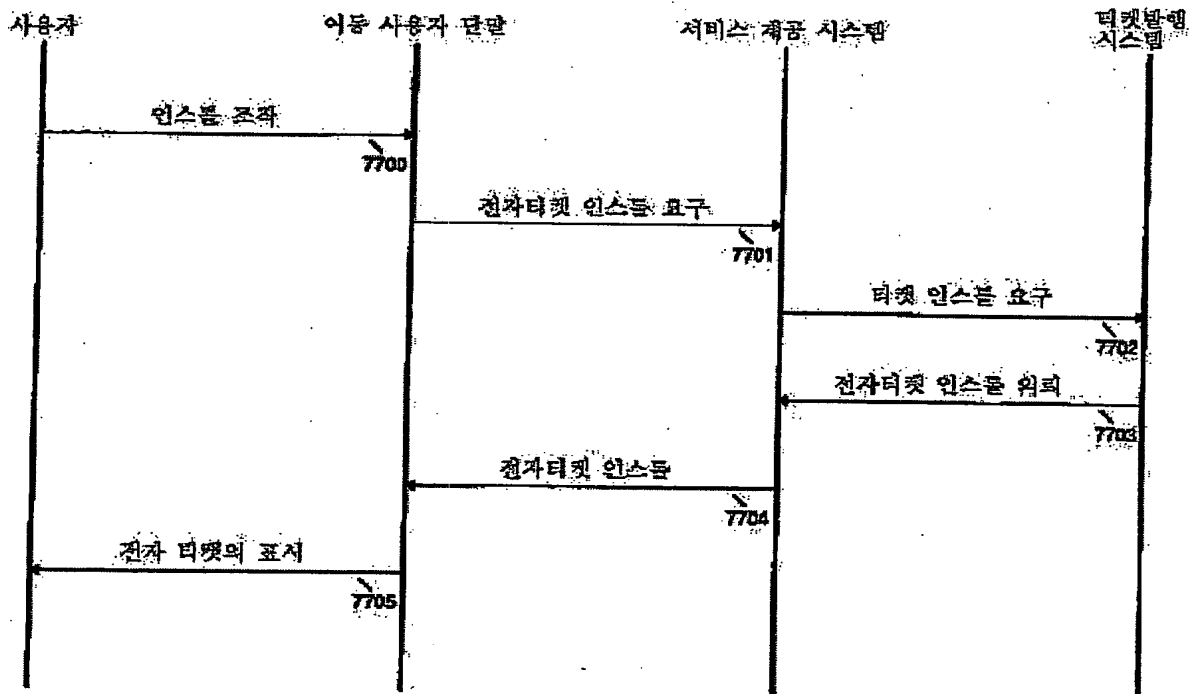 사용자
이동 사용자 단말
서비스 제공 시스템
티켓발행
시스템
인스톨 조작
7700
전자티켓 인스톨 요구
7701
티켓 인스톨 요구
7702
전자티켓 인스톨 의뢰
7703
전자티켓 인스톨
7704
전자 티켓의 표시
7705